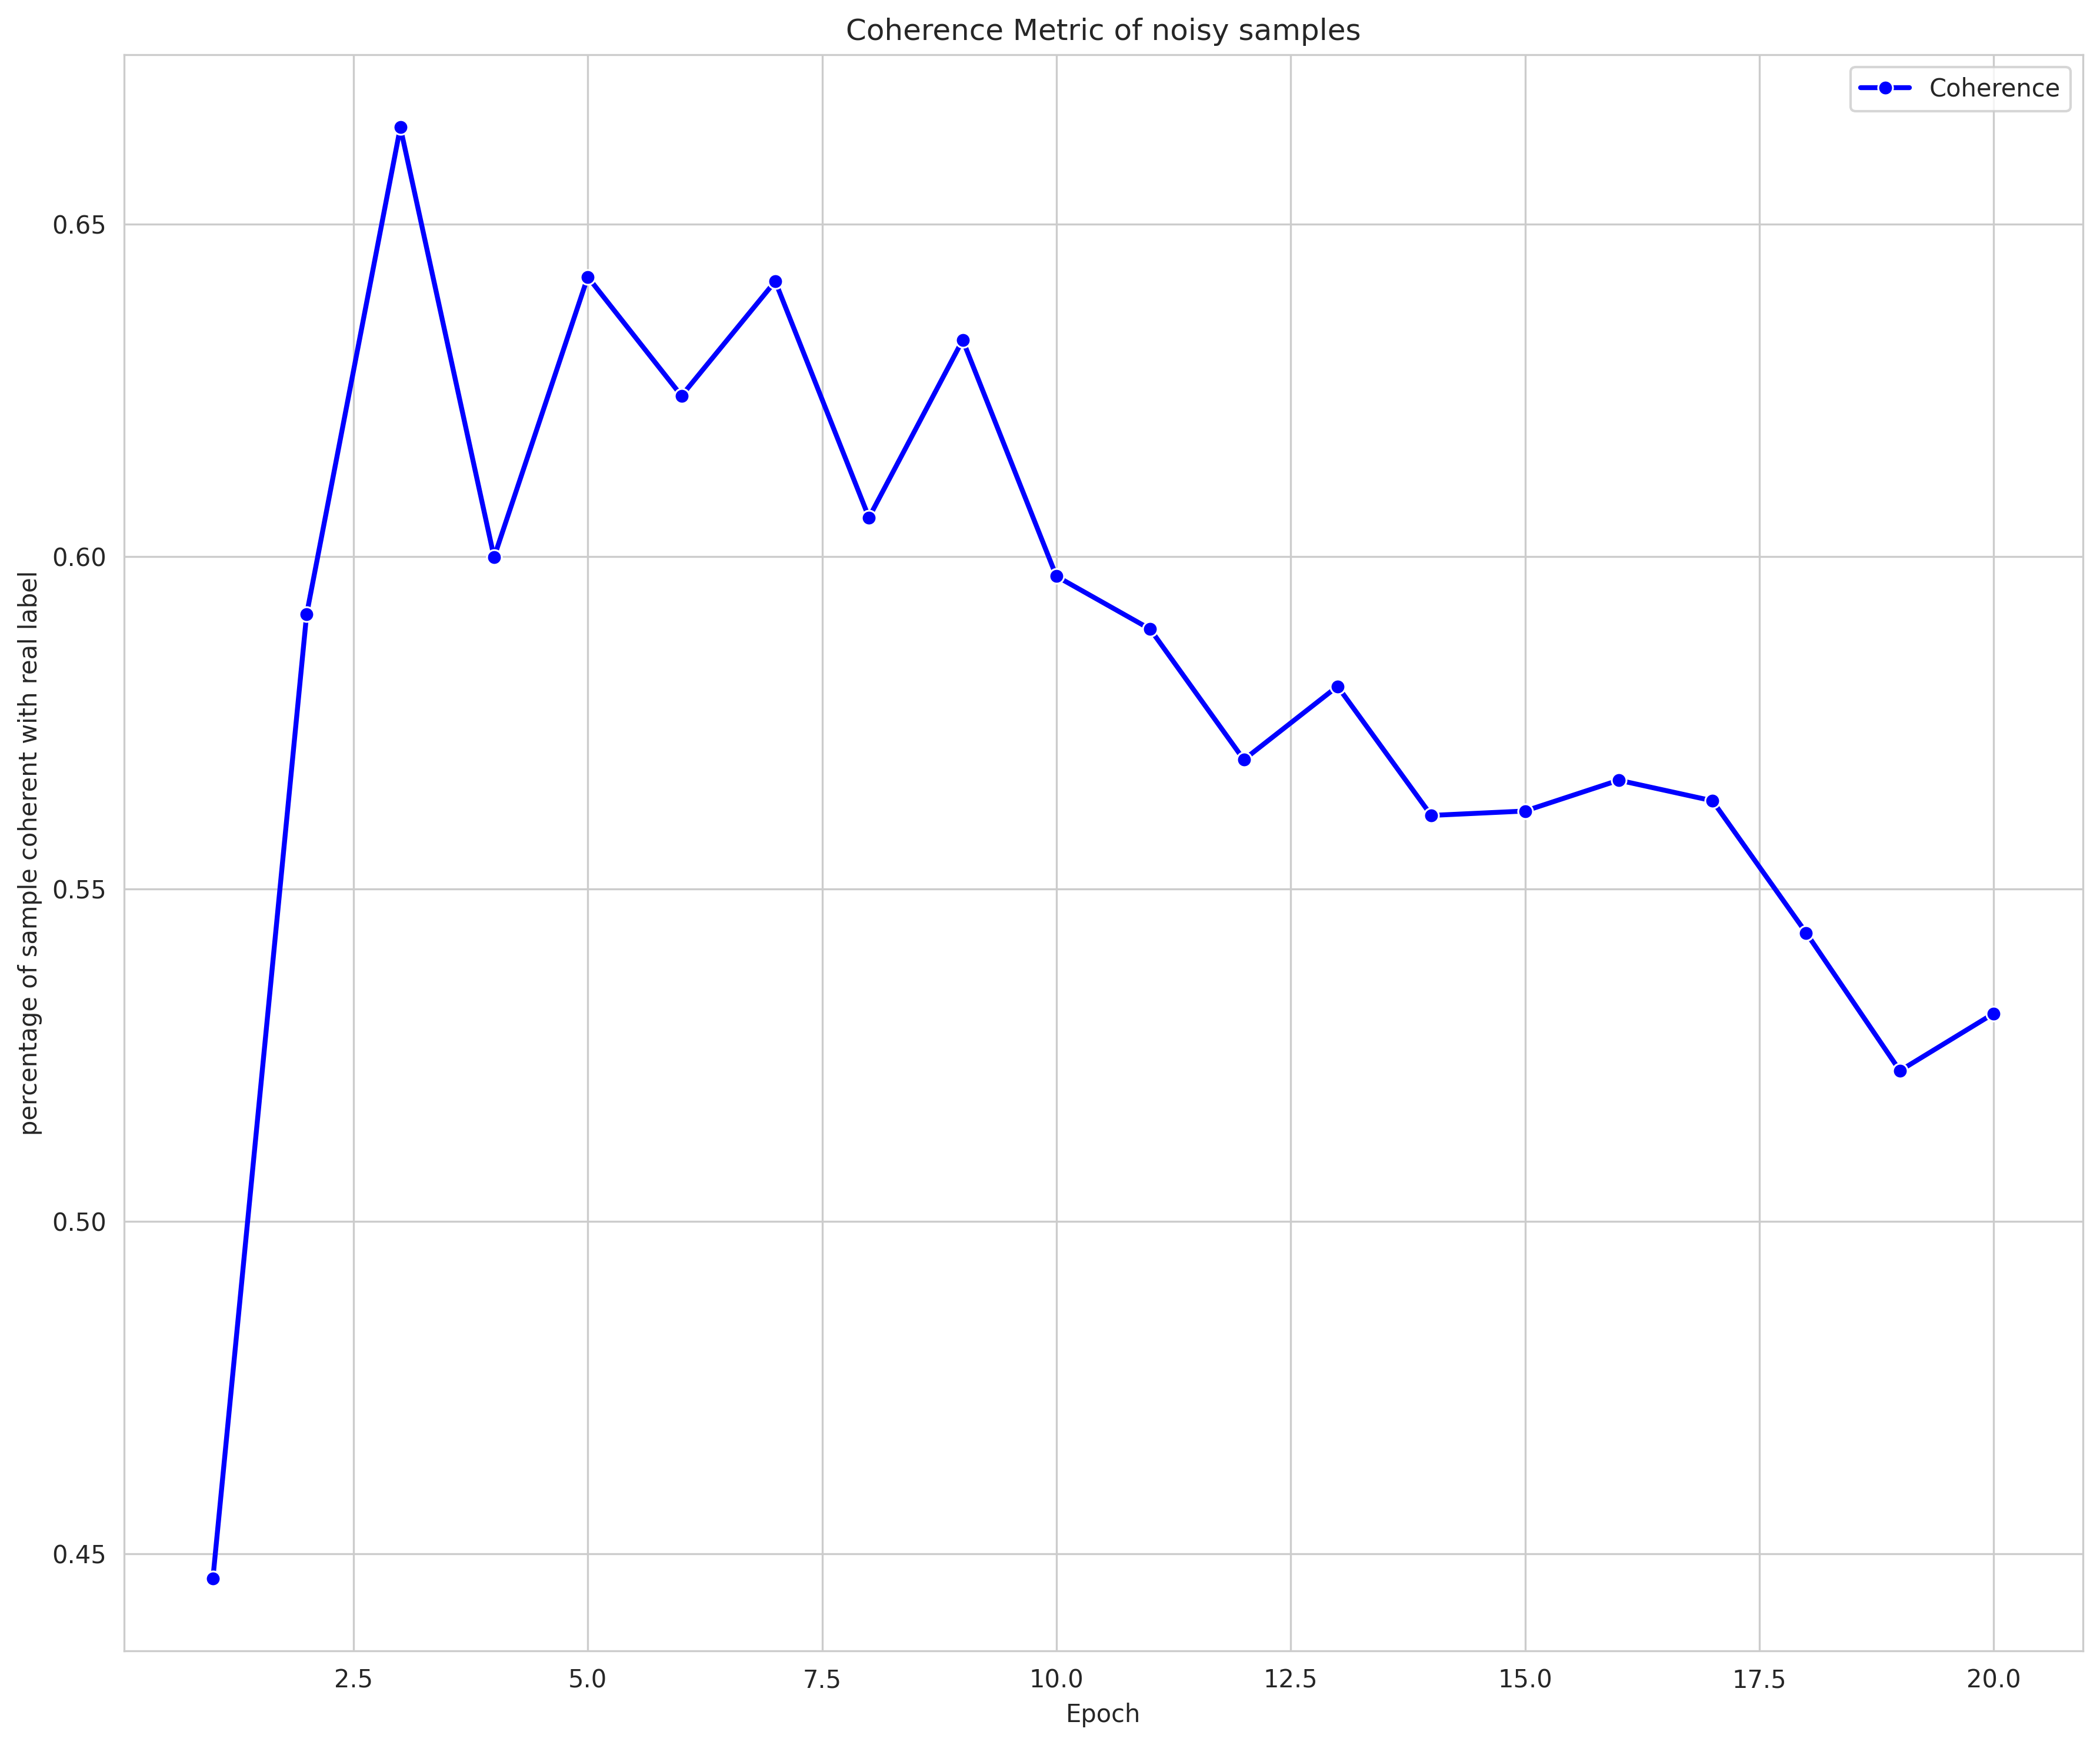 Coherence Metric of noisy samples
Coherence
percentage of sample coherent with real label
0.65
0.60
0.55
0.50
0.45
2.5 5.0 7.5 10.0 12.5 15.0 17.5 20.0
Epoch